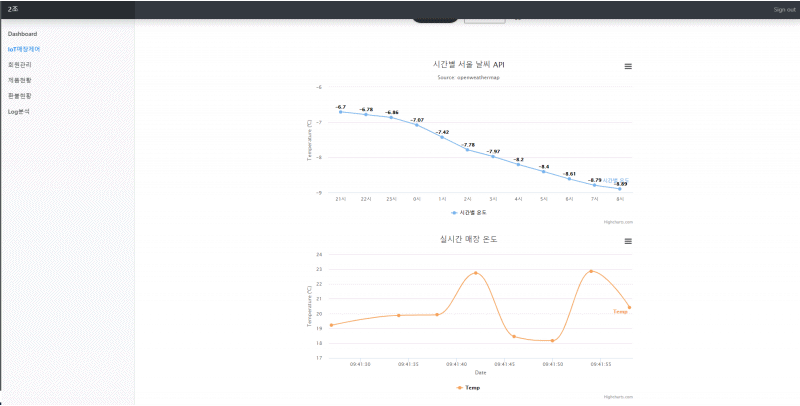 2조
Sign out
Dashboard
IoT매장제어
회원관리
제품현황
환불현황
Log분석
시간별 서울 날씨 API
Source: openweathermap
Temperature (°C)
-6
-7
-8
-9
-6.7
-6.78
-6.86
-7.07
-7.42
-7.78
-7.97
-8.2
-8.4
-8.61
-8.79
-8.89
시간별 온도
21시
22시
23시
0시
1시
2시
3시
4시
5시
6시
7시
8시
시간별 온도
Highcharts.com
실시간 매장 온도
Temperature (°C)
24
23
22
21
20
19
18
17
Temp
09:41:30
09:41:35
09:41:40
09:41:45
09:41:50
09:41:55
Date
Temp
Highcharts.com